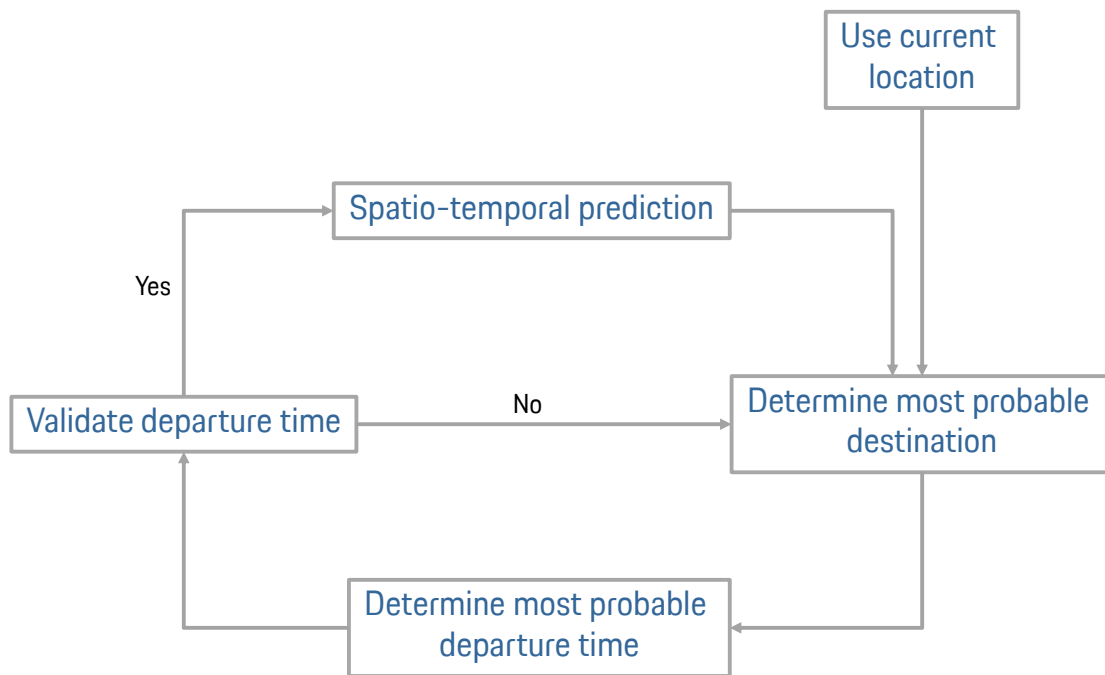 Use current
location
Spatio-temporal prediction
Yes
Validate departure time
No
Determine most probable
destination
Determine most probable
departure time